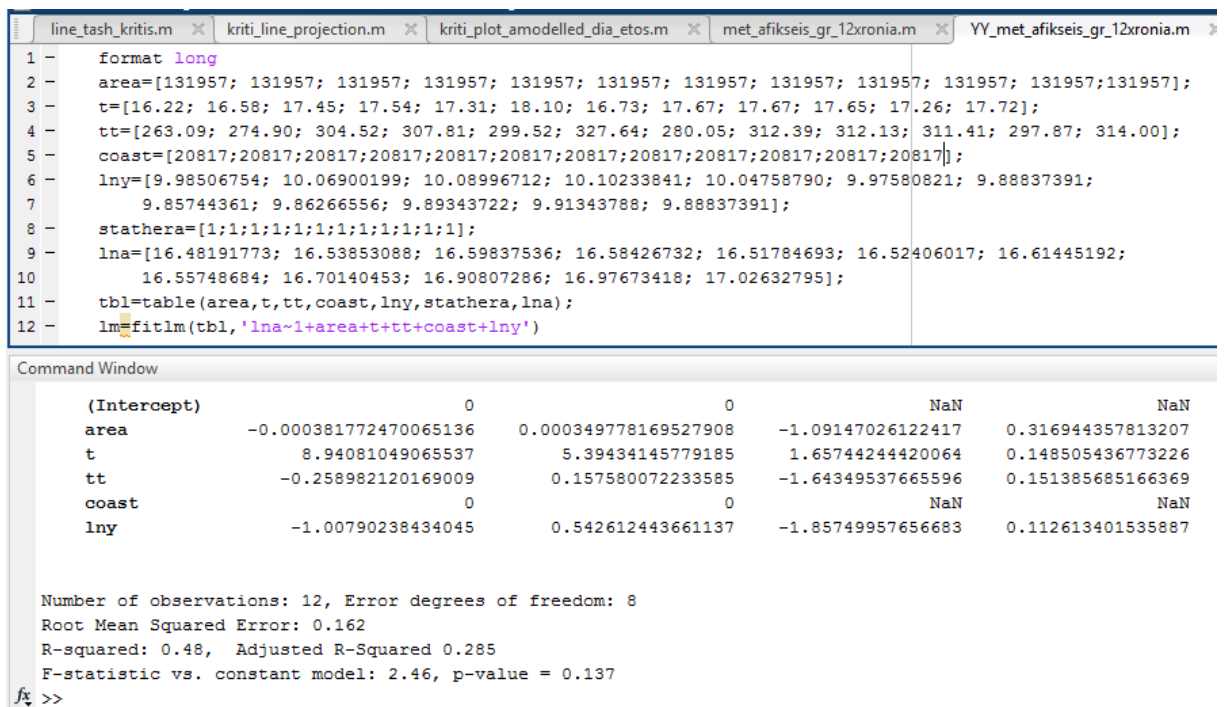 line_tash_kritis.m × kriti_line_projection.m × kriti_plot_amodelled_dia_etos.m × met_afikseis_gr_12xronia.m × YY_met_afikseis_gr_12xronia.m ×
1 - format long
2 - area=[131957; 131957; 131957; 131957; 131957; 131957; 131957; 131957; 131957; 131957; 131957;131957];
3 - t=[16.22; 16.58; 17.45; 17.54; 17.31; 18.10; 16.73; 17.67; 17.67; 17.65; 17.26; 17.72];
4 - tt=[263.09; 274.90; 304.52; 307.81; 299.52; 327.64; 280.05; 312.39; 312.13; 311.41; 297.87; 314.00];
5 - coast=[20817;20817;20817;20817;20817;20817;20817;20817;20817;20817;20817;20817];
6 - lny=[9.98506754; 10.06900199; 10.08996712; 10.10233841; 10.04758790; 9.97580821; 9.88837391;
7 9.85744361; 9.86266556; 9.89343722; 9.91343788; 9.88837391];
8 - stathera=[1;1;1;1;1;1;1;1;1;1;1;1];
9 - lna=[16.48191773; 16.53853088; 16.59837536; 16.58426732; 16.51784693; 16.52406017; 16.61445192;
10 16.55748684; 16.70140453; 16.90807286; 16.97673418; 17.02632795];
11 - tbl=table(area,t,tt,coast,lny,stathera,lna);
12 - lm=fitlm(tbl,'lna~1+area+t+tt+coast+lny')
Command Window
(Intercept) 0 0 NaN NaN
area -0.000381772470065136 0.000349778169527908 -1.09147026122417 0.316944357813207
t 8.94081049065537 5.39434145779185 1.65744244420064 0.148505436773226
tt -0.258982120169009 0.157580072233585 -1.64349537665596 0.151385685166369
coast 0 0 NaN NaN
lny -1.00790238434045 0.542612443661137 -1.85749957656683 0.112613401535887
Number of observations: 12, Error degrees of freedom: 8
Root Mean Squared Error: 0.162
R-squared: 0.48, Adjusted R-Squared 0.285
F-statistic vs. constant model: 2.46, p-value = 0.137
fx >>